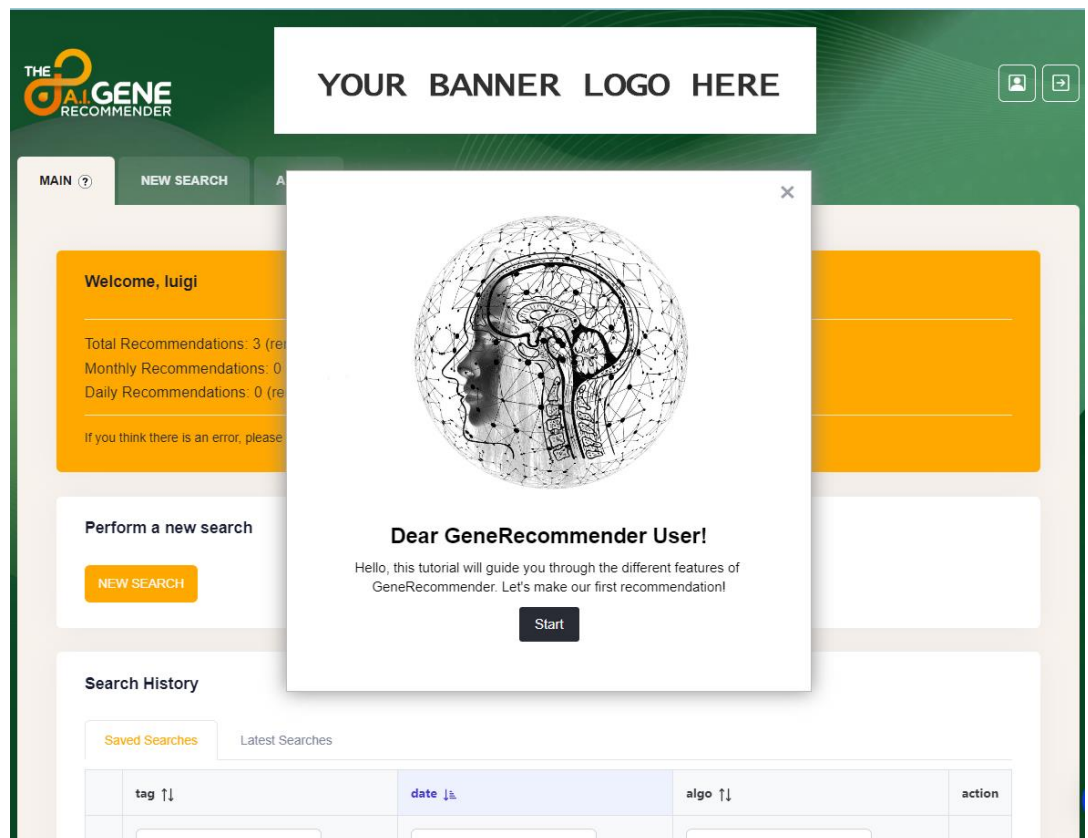 THE
A.I. GENE
RECOMMENDER
YOUR BANNER LOGO HERE
MAIN ?
NEW SEARCH
A
×
Welcome, luigi
Total Recommendations: 3 (re
Monthly Recommendations: 0
Daily Recommendations: 0 (re
If you think there is an error, please
Dear GeneRecommender User!
Hello, this tutorial will guide you through the different features of
GeneRecommender. Let's make our first recommendation!
Start
Perform a new search
NEW SEARCH
Search History
Saved Searches Latest Searches
tag date algo action